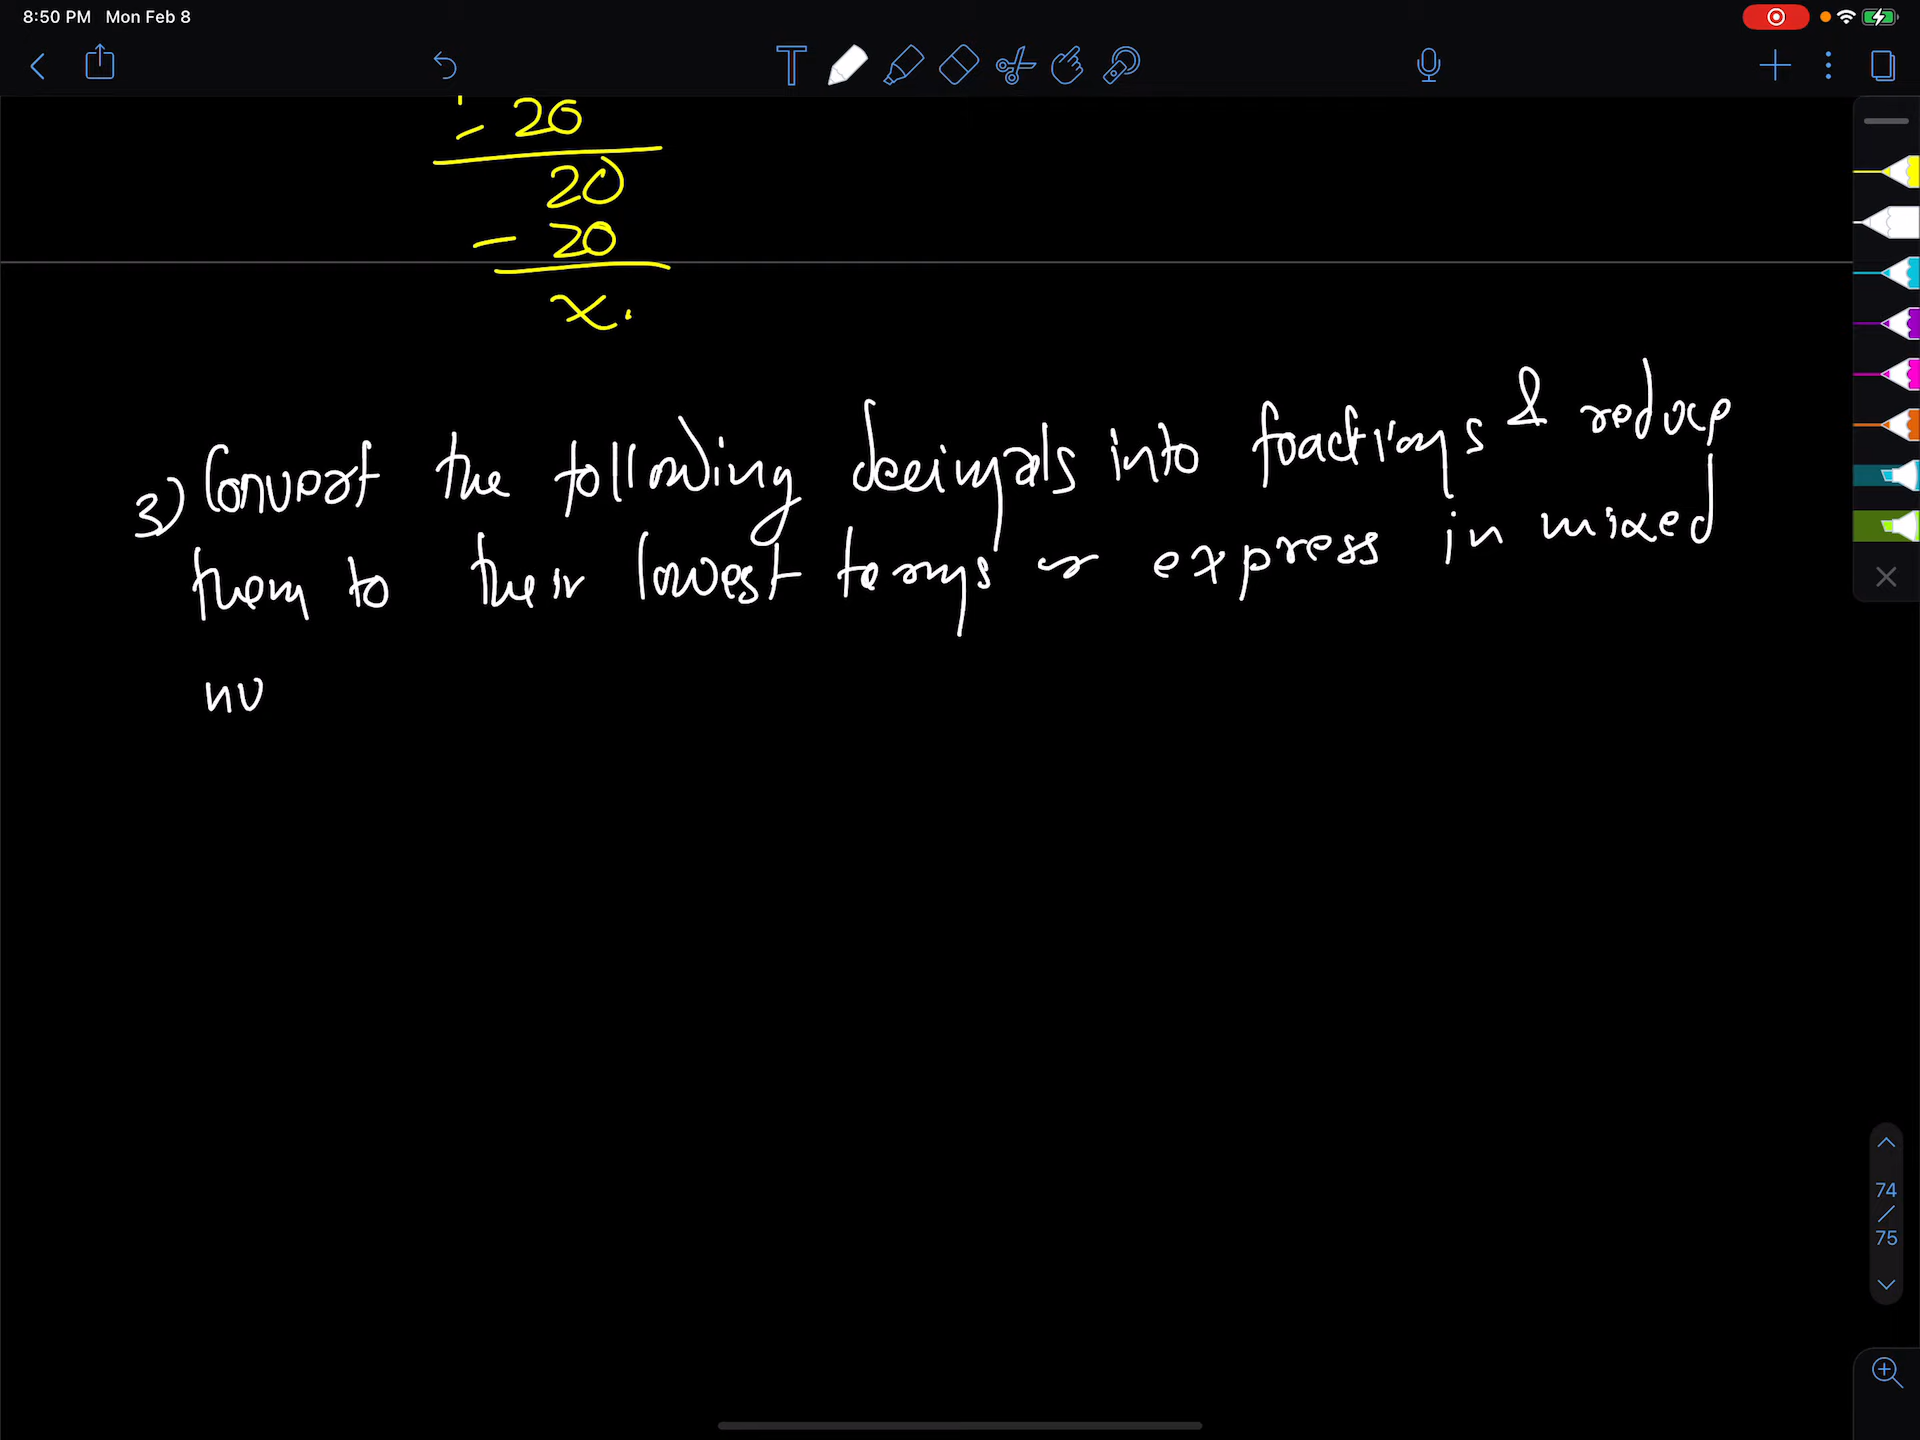 8:50 PM Mon Feb 8
- 20
20
- 20
x.
3) Convert the following decimals into fractions & reduce
them to their lowest terms or express in mixed
nu
74
/
75